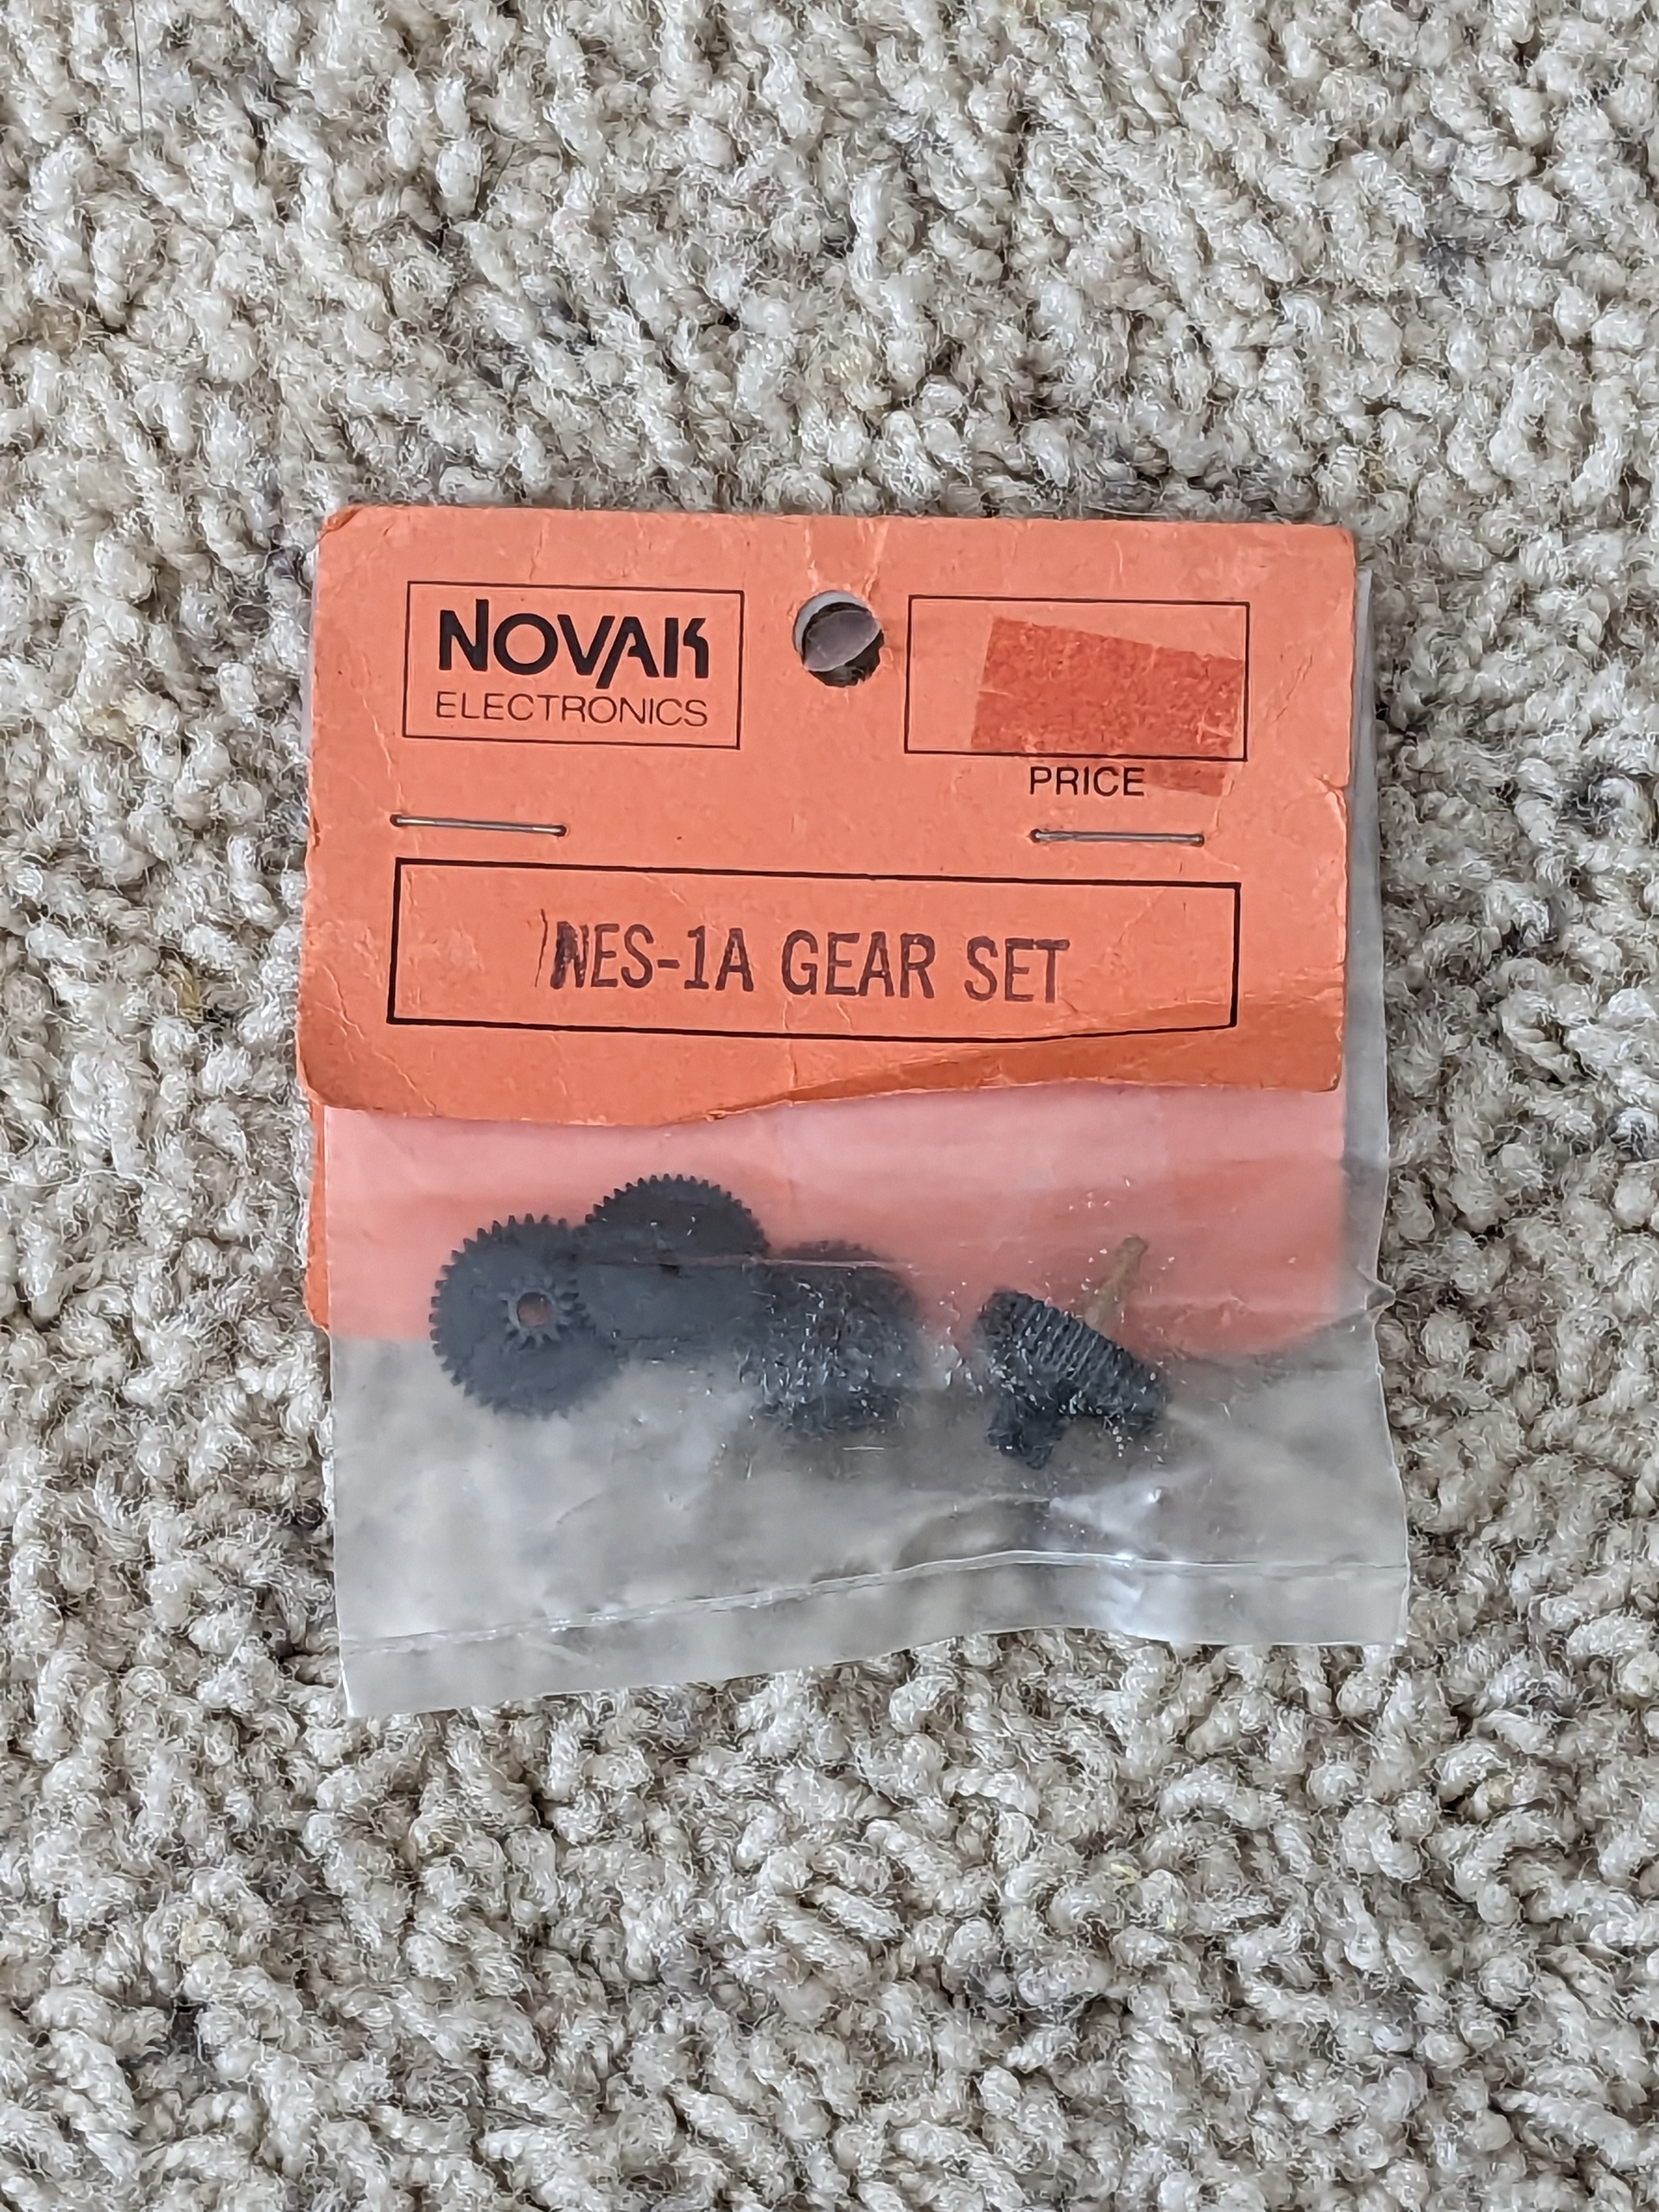 NOVAK
ELECTRONICS
PRICE
NES-1A GEAR SET